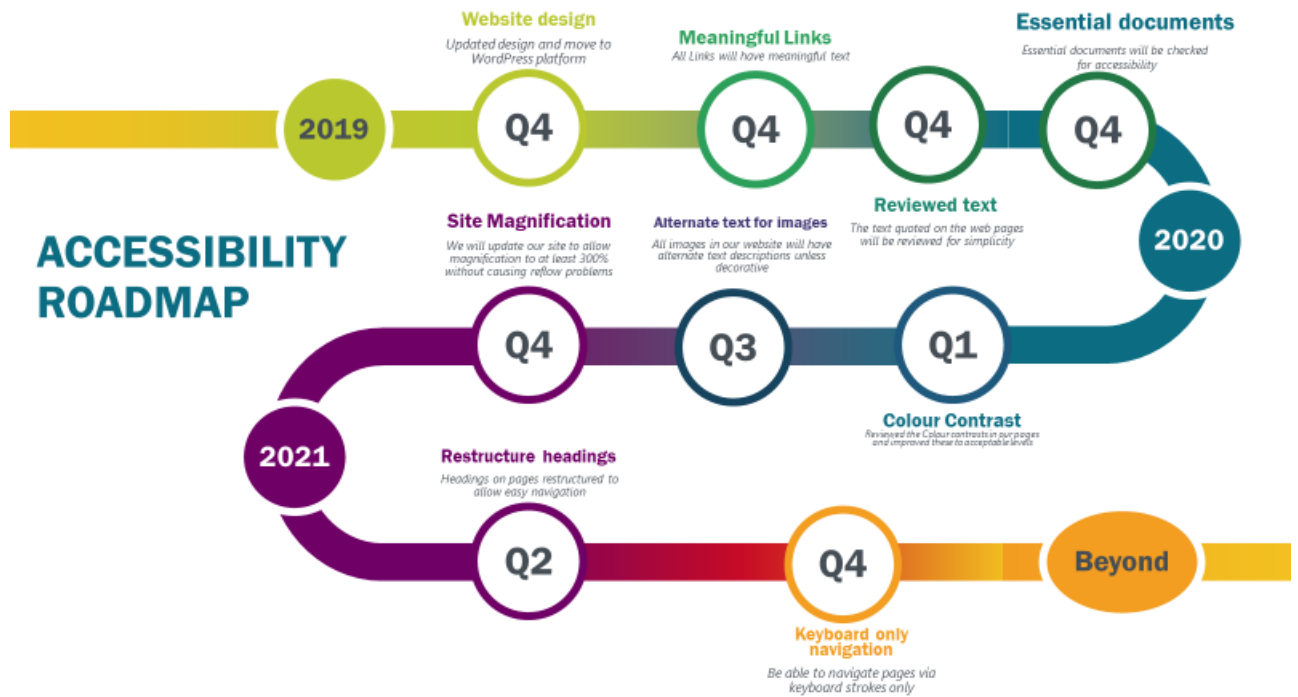 Website design
Updated design and move to
WordPress platform
Meaningful Links
All Links will have meaningful text
Essential documents
Essential documents will be checked
for accessibility
2019
Q4
Q4
Q4
Q4
Reviewed text
The text quoted on the web pages
will be reviewed for simplicity
2020
ACCESSIBILITY
ROADMAP
Site Magnification
We will update our site to allow
magnification to at least 300%
without causing reflow problems
Alternate text for images
All images in our website will have
alternate text descriptions unless
decorative
Q4
Q3
Q1
Colour Contrast
Reviewed the Colour contrasts in our pages
and improved these to acceptable levels
2021
Restructure headings
Headings on pages restructured to
allow easy navigation
Q2
Q4
Beyond
Keyboard only
navigation
Be able to navigate pages via
keyboard strokes only